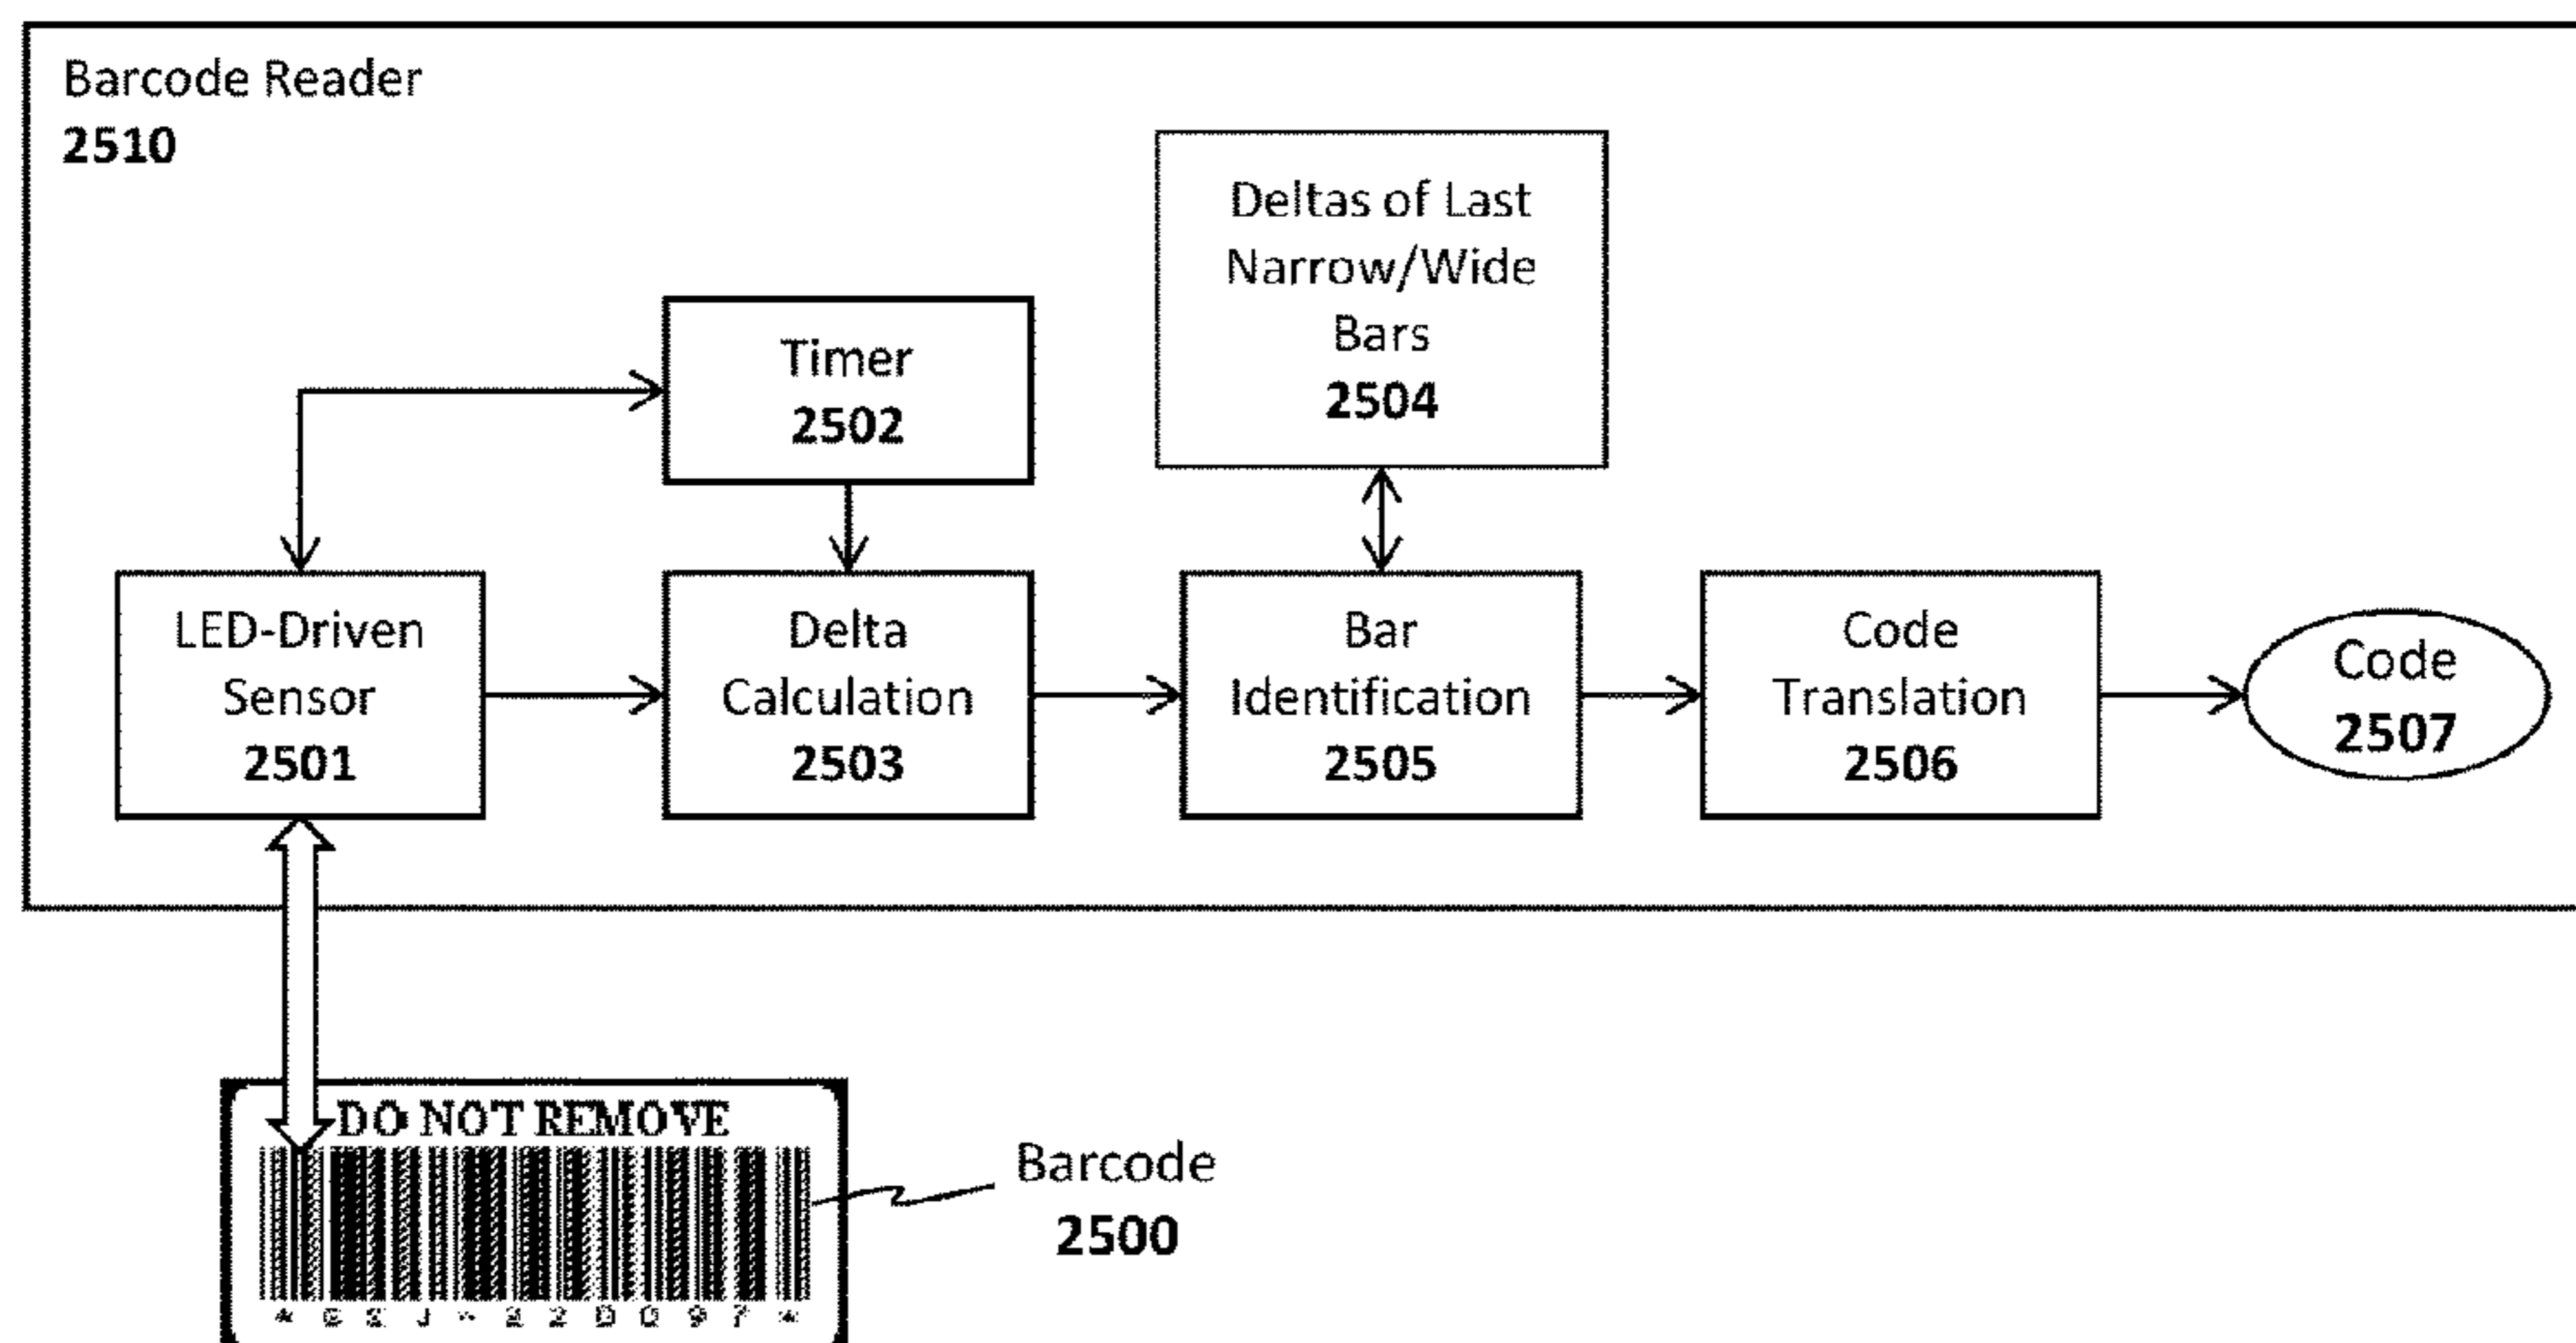 Barcode Reader
2510
Deltas of Last
Narrow/Wide
Bars
2504
Timer
2502
LED-Driven
Sensor
2501
Delta
Calculation
2503
Bar
Identification
2505
Code
Translation
2506
Code
2507
DO NOT REMOVE
Barcode
2500